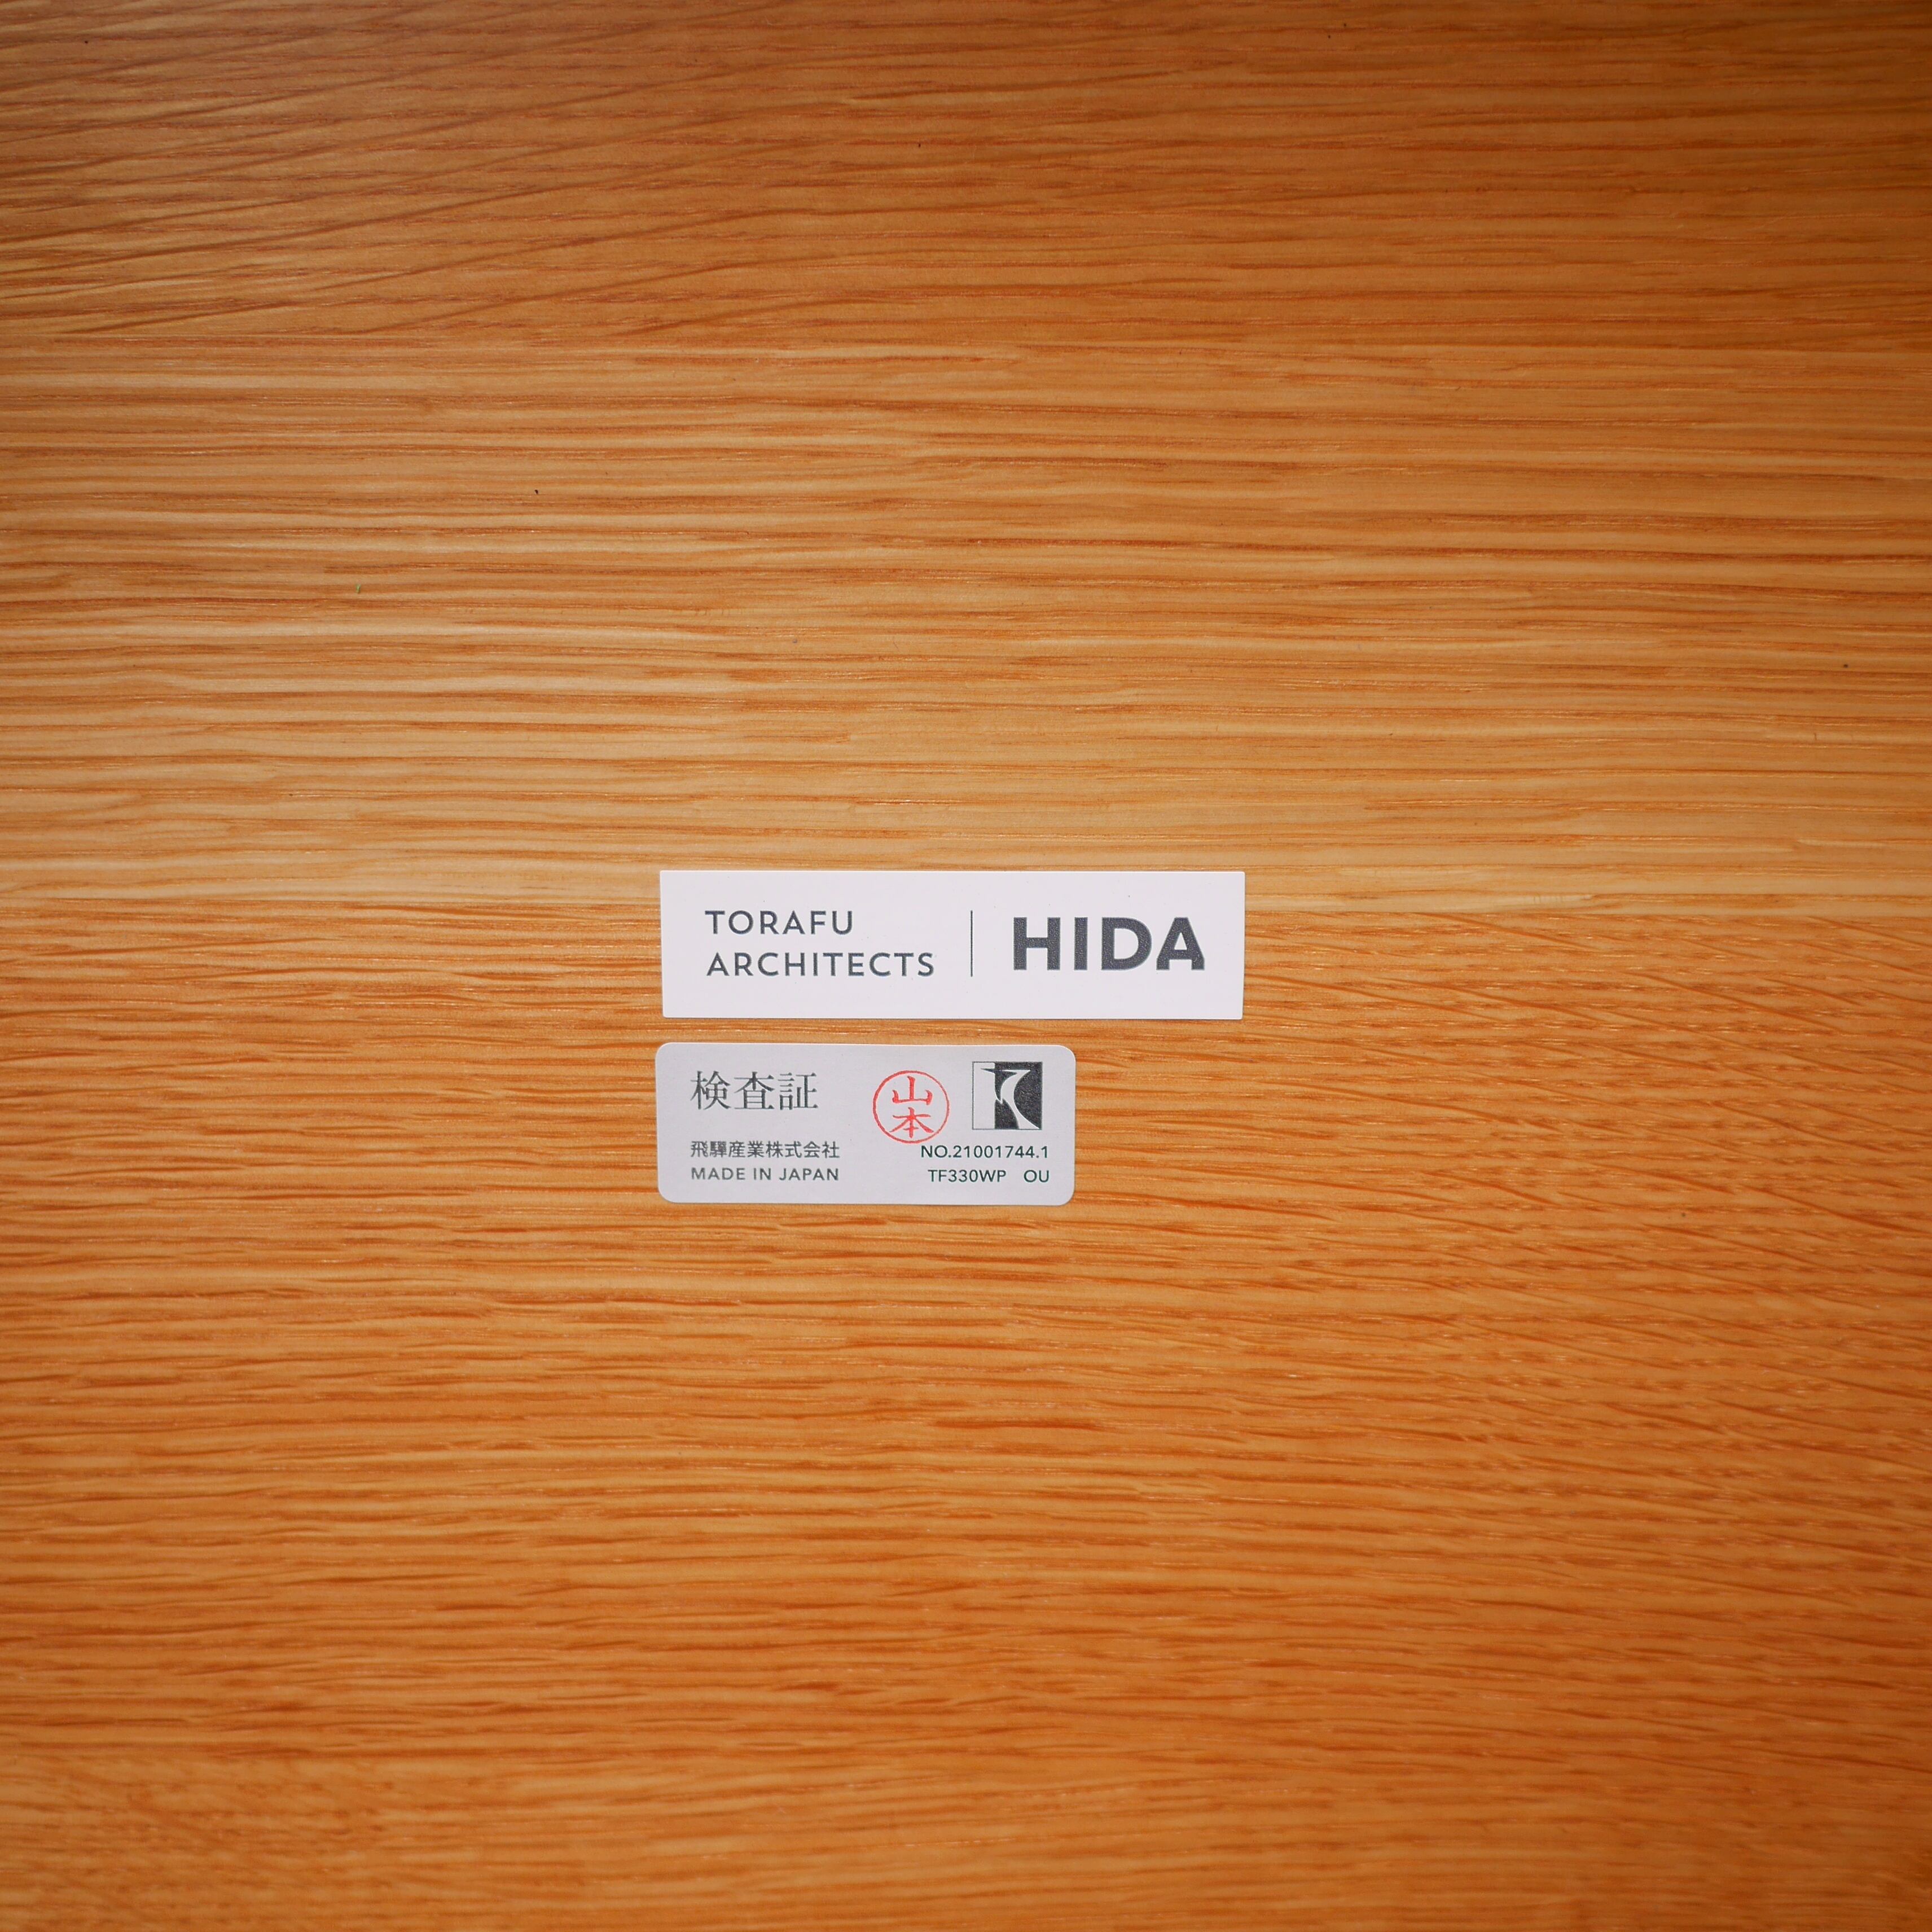 TORAFU
ARCHITECTS
HIDA
検査証
山本
飛騨産業株式会社
NO.21001744.1
MADE IN JAPAN
TF330WP OU